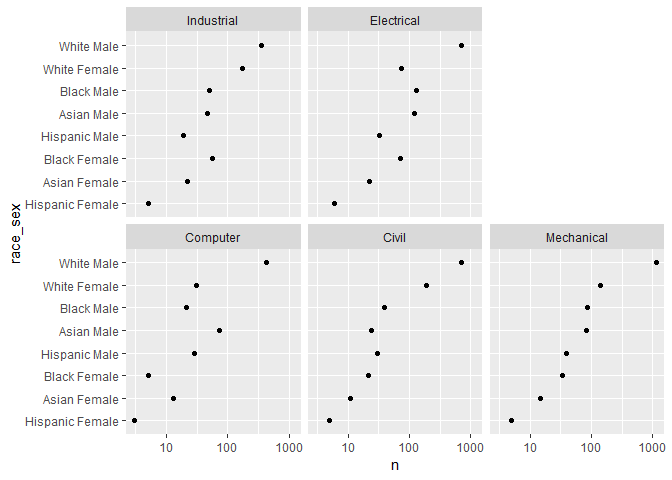 Industrial
Electrical
White Male
White Female
Black Male
Asian Male
Hispanic Male
Black Female
Asian Female
Hispanic Female
race_sex
Computer
Civil
Mechanical
White Male
White Female
Black Male
Asian Male
Hispanic Male
Black Female
Asian Female
Hispanic Female
10 100 1000 10 100 1000 10 100 1000
n